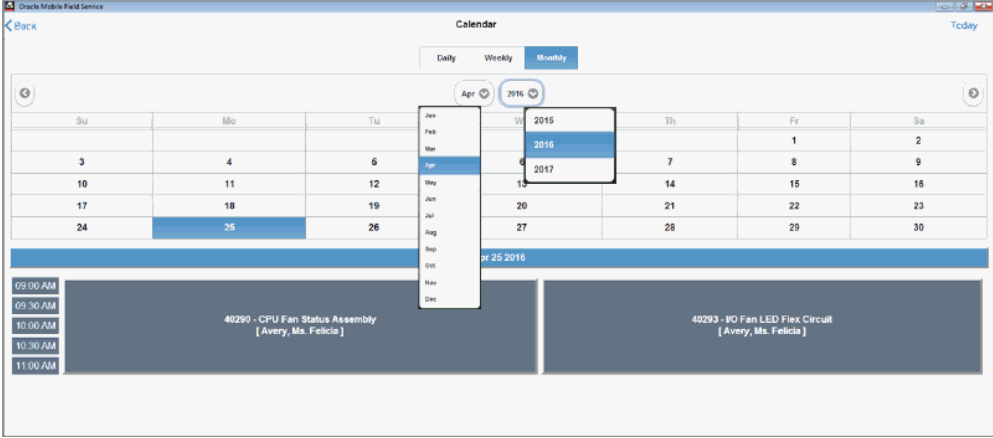 Oracle Mobile Field Service
Back Calendar Today
Daily Weekly Monthly
Apr 2016
Su Mo Tu W Th Fr Sa
1 2
3 4 5 6 7 8 9
10 11 12 13 14 15 16
17 18 19 20 21 22 23
24 25 26 27 28 29 30
Jan
Feb
Mar
Apr
May
Jun
Jul
Aug
Sep
Oct
Nov
Dec
2015
2016
2017
pr 25 2016
09:00 AM
09:30 AM
10:00 AM
10:30 AM
11:00 AM
40290 - CPU Fan Status Assembly
[ Avery, Ms. Felicia ]
40293 - I/O Fan LED Flex Circuit
[ Avery, Ms. Felicia ]